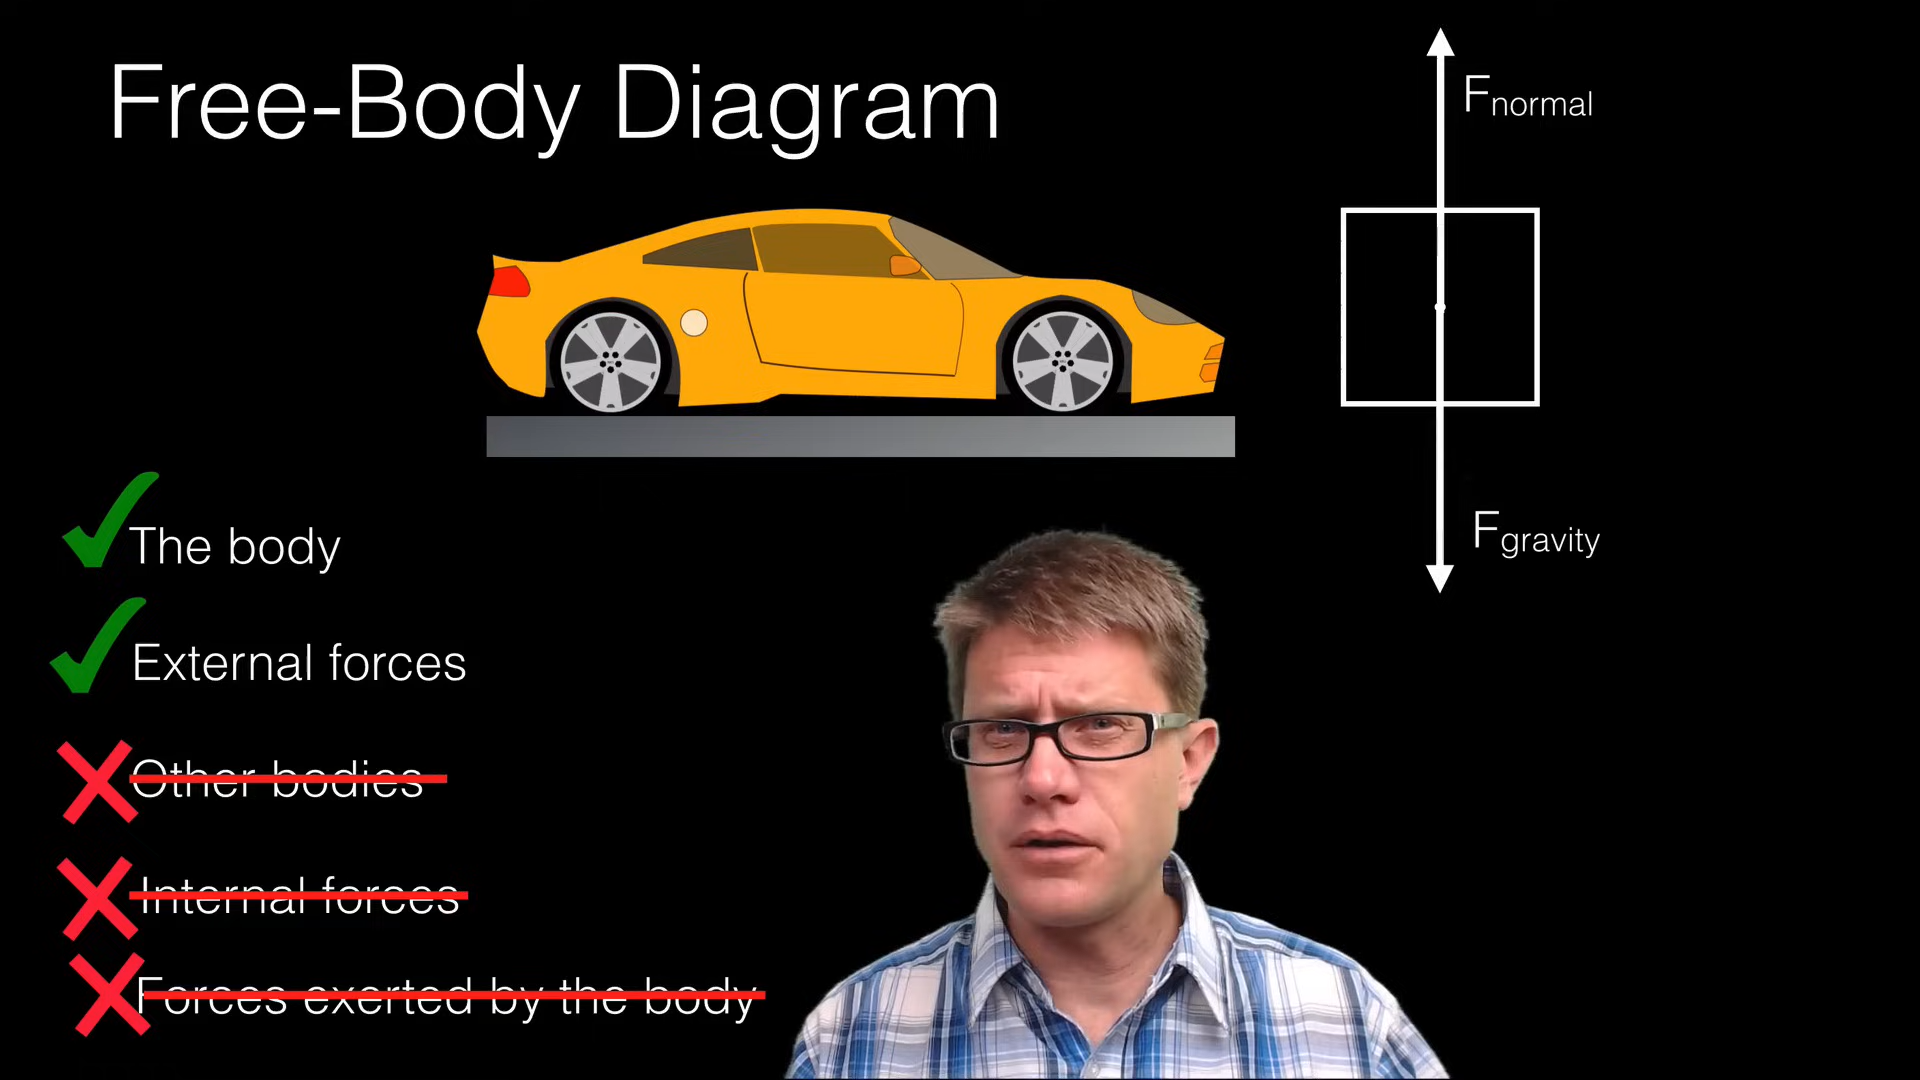 Free-Body Diagram
Fnormal
Fgravity
The body
External forces
Other bodies
Internal forces
Forces exerted by the body